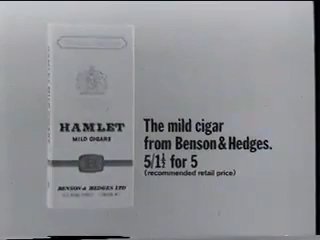 HAMLET
MILD CIGARS
BENSON & HEDGES LTD
The mild cigar
from Benson & Hedges.
5/1½ for 5
(recommended retail price)